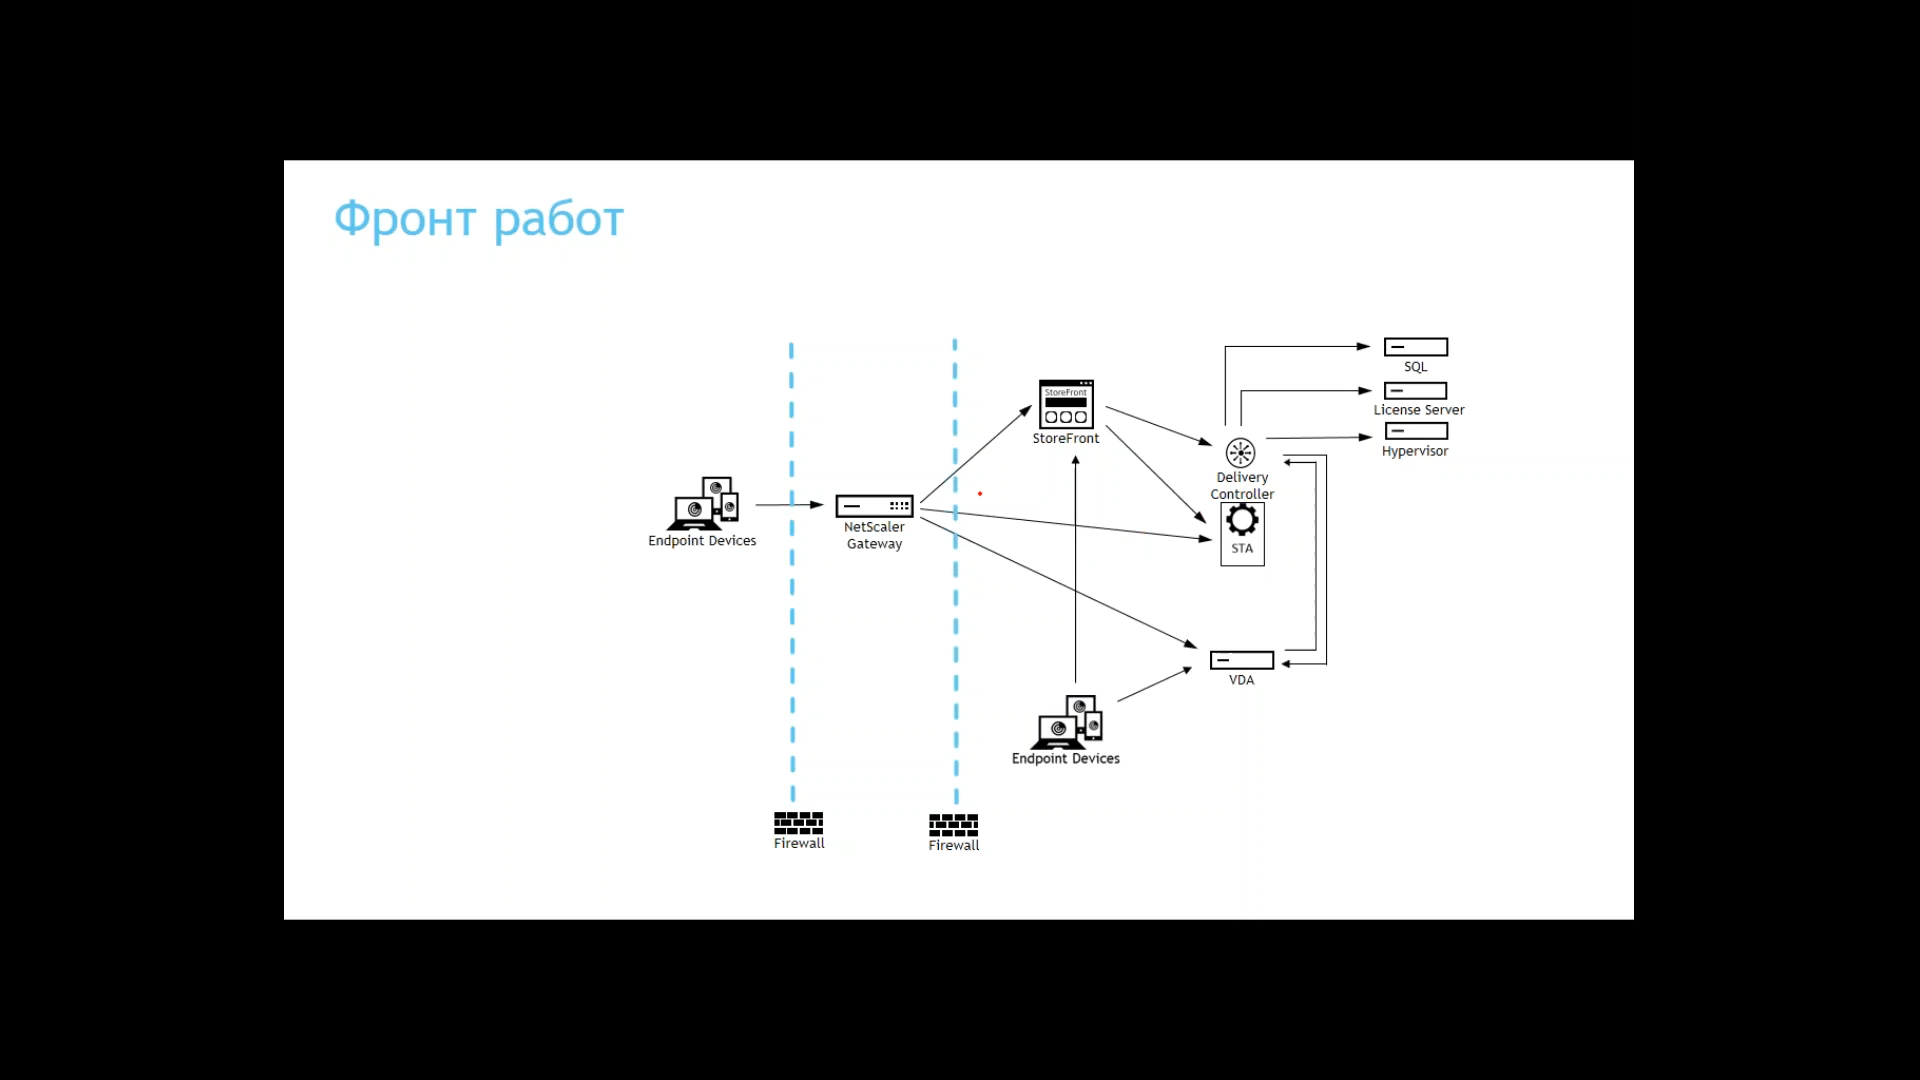 Фронт работ
SQL
StoreFront
StoreFront
License Server
Hypervisor
Delivery
Controller
STA
Endpoint Devices
NetScaler
Gateway
VDA
Endpoint Devices
Firewall
Firewall